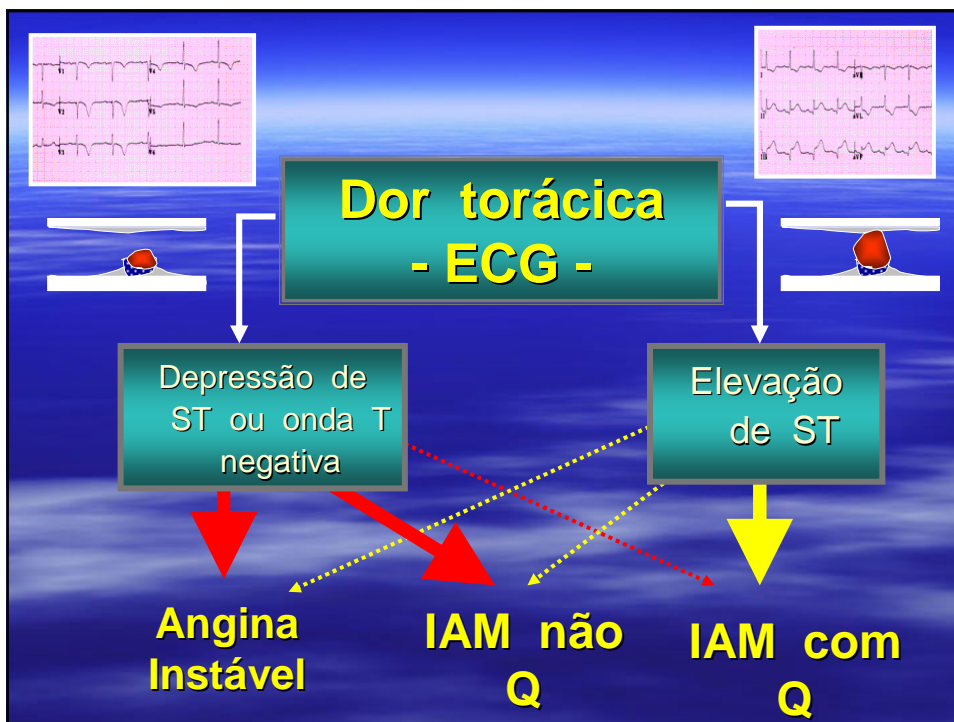 Dor torácica
- ECG -
Depressão de
ST ou onda T
negativa
Elevação
de ST
Angina
Instável
IAM não
Q
IAM com
Q